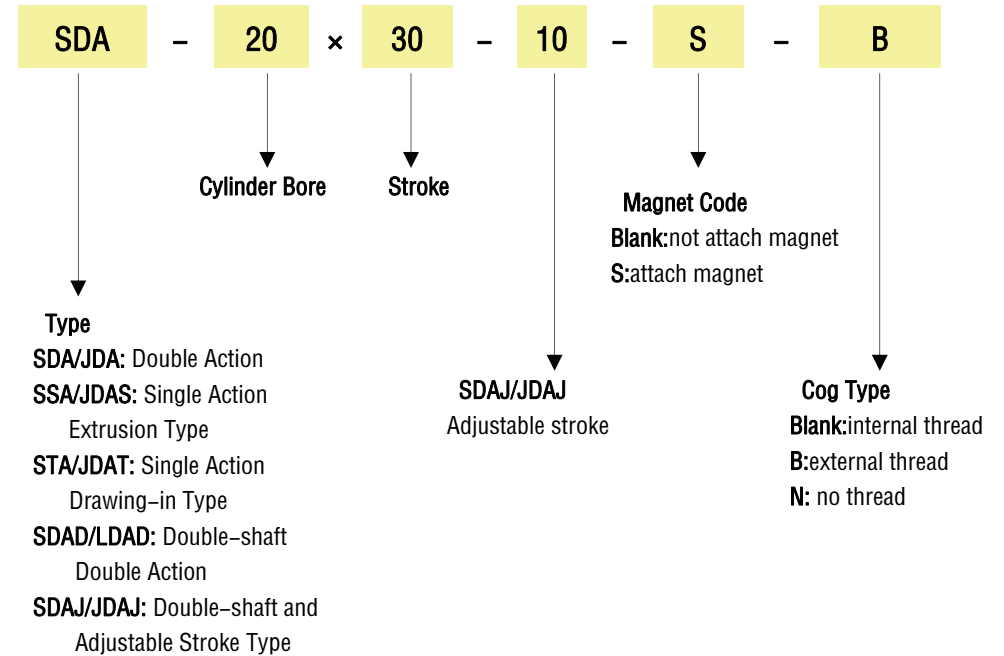 SDA – 20 × 30 – 10 – S – B
Cylinder Bore
Stroke
Magnet Code
Blank:not attach magnet
S:attach magnet
Type
SDA/JDA: Double Action
SSA/JDAS: Single Action
Extrusion Type
STA/JDAT: Single Action
Drawing–in Type
SDAD/LDAD: Double–shaft
Double Action
SDAJ/JDAJ: Double–shaft and
Adjustable Stroke Type
SDAJ/JDAJ
Adjustable stroke
Cog Type
Blank:internal thread
B:external thread
N: no thread